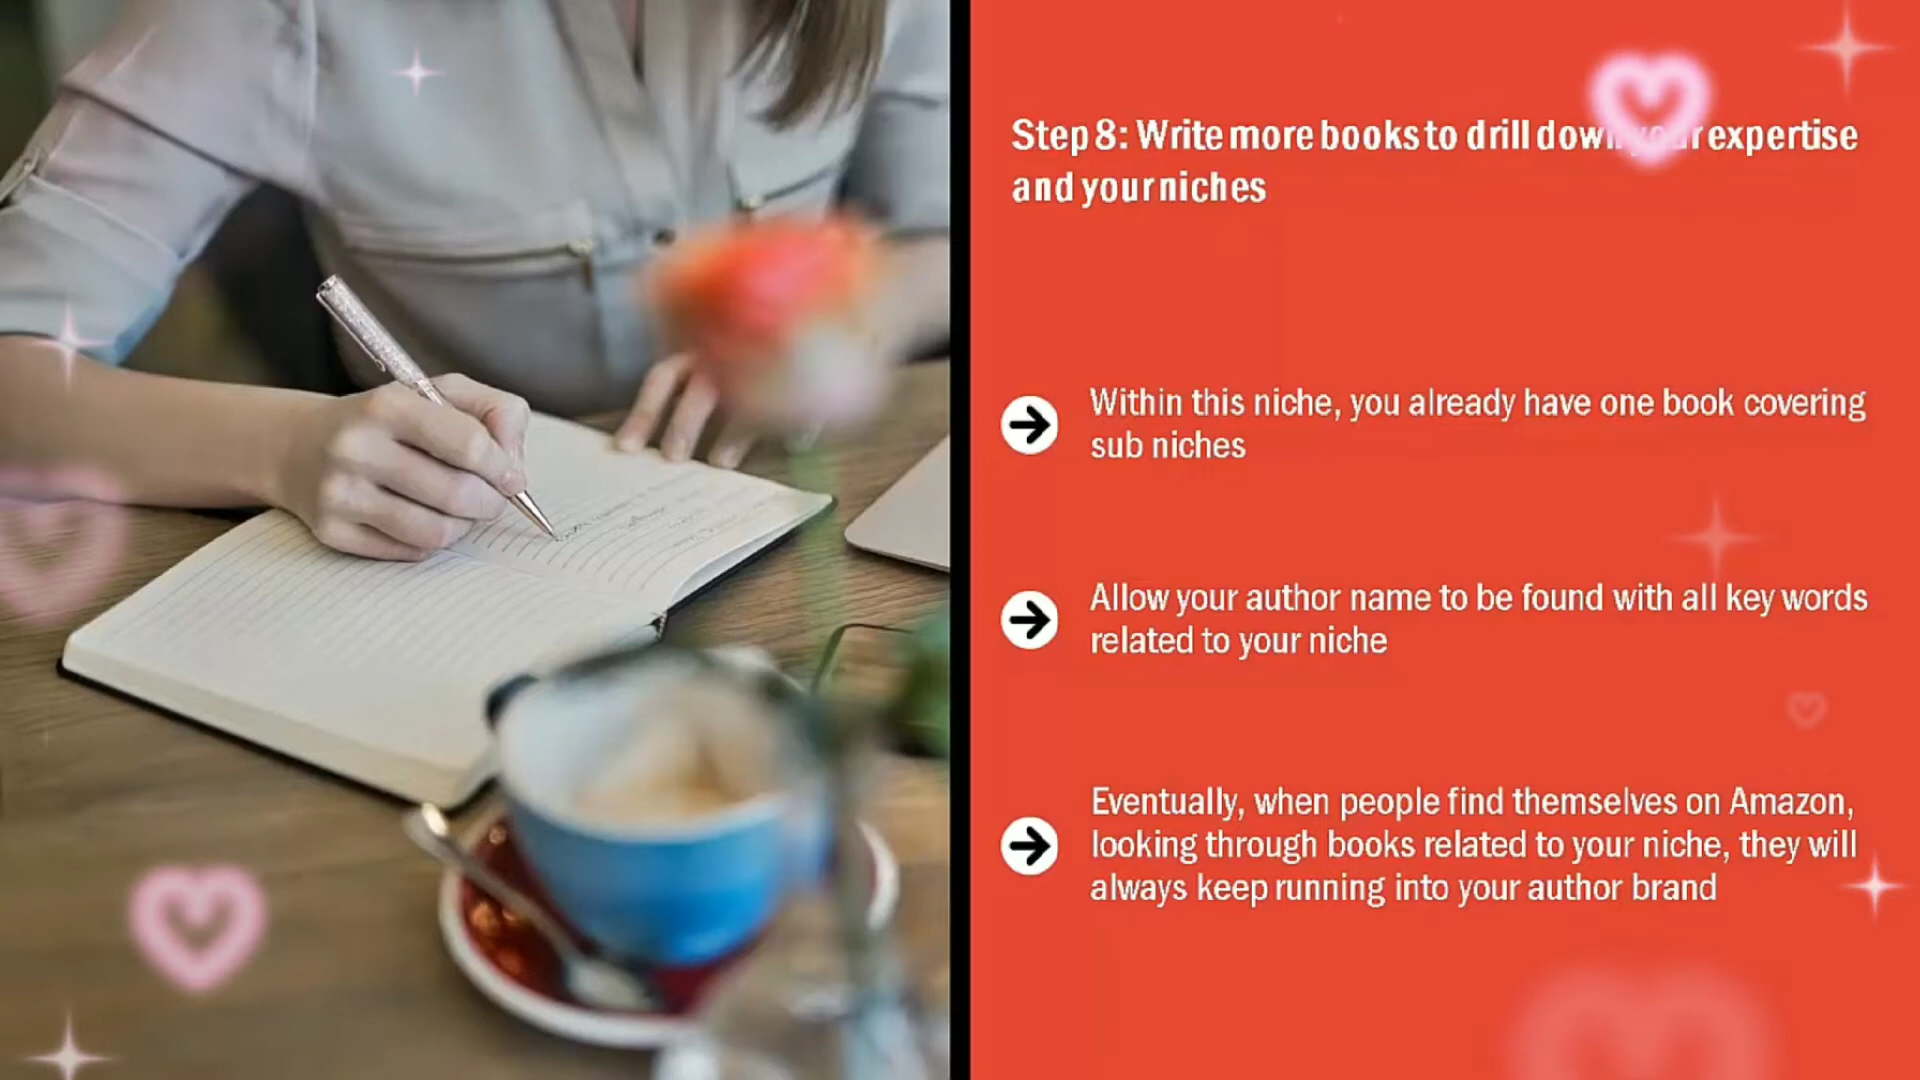 Step 8: Write more books to drill down your expertise
and your niches
Within this niche, you already have one book covering
sub niches
Allow your author name to be found with all key words
related to your niche
Eventually, when people find themselves on Amazon,
looking through books related to your niche, they will
always keep running into your author brand